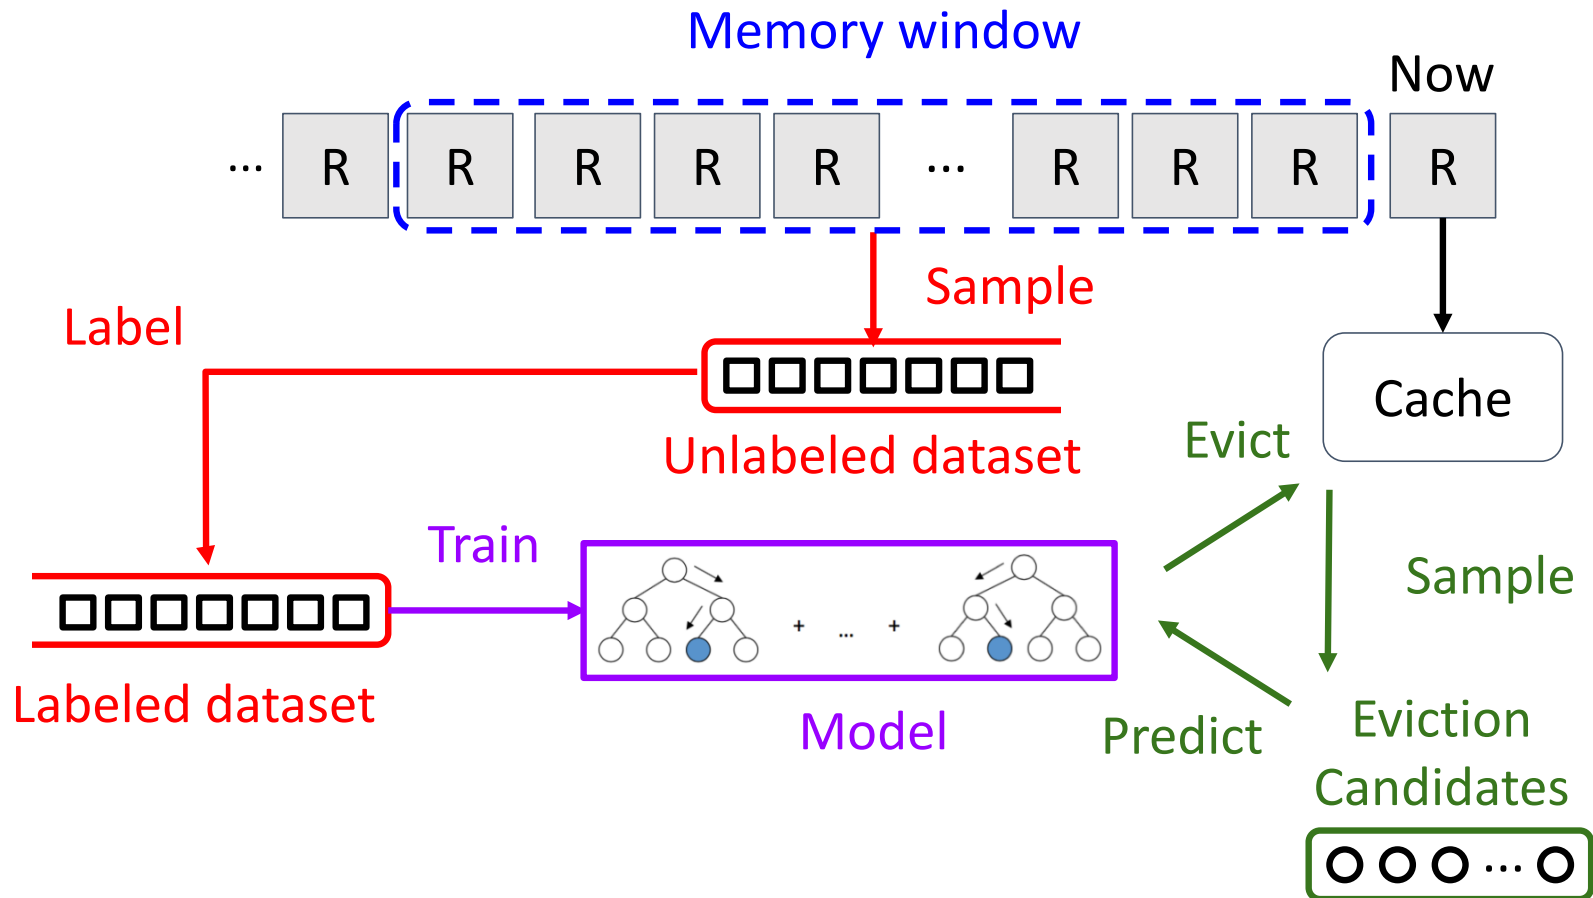 Memory window
Now
... R R R R R ... R R R R
Sample
Label
Cache
Evict
Unlabeled dataset
Train
Sample
+ ... +
Labeled dataset
Model
Predict
Eviction
Candidates
...